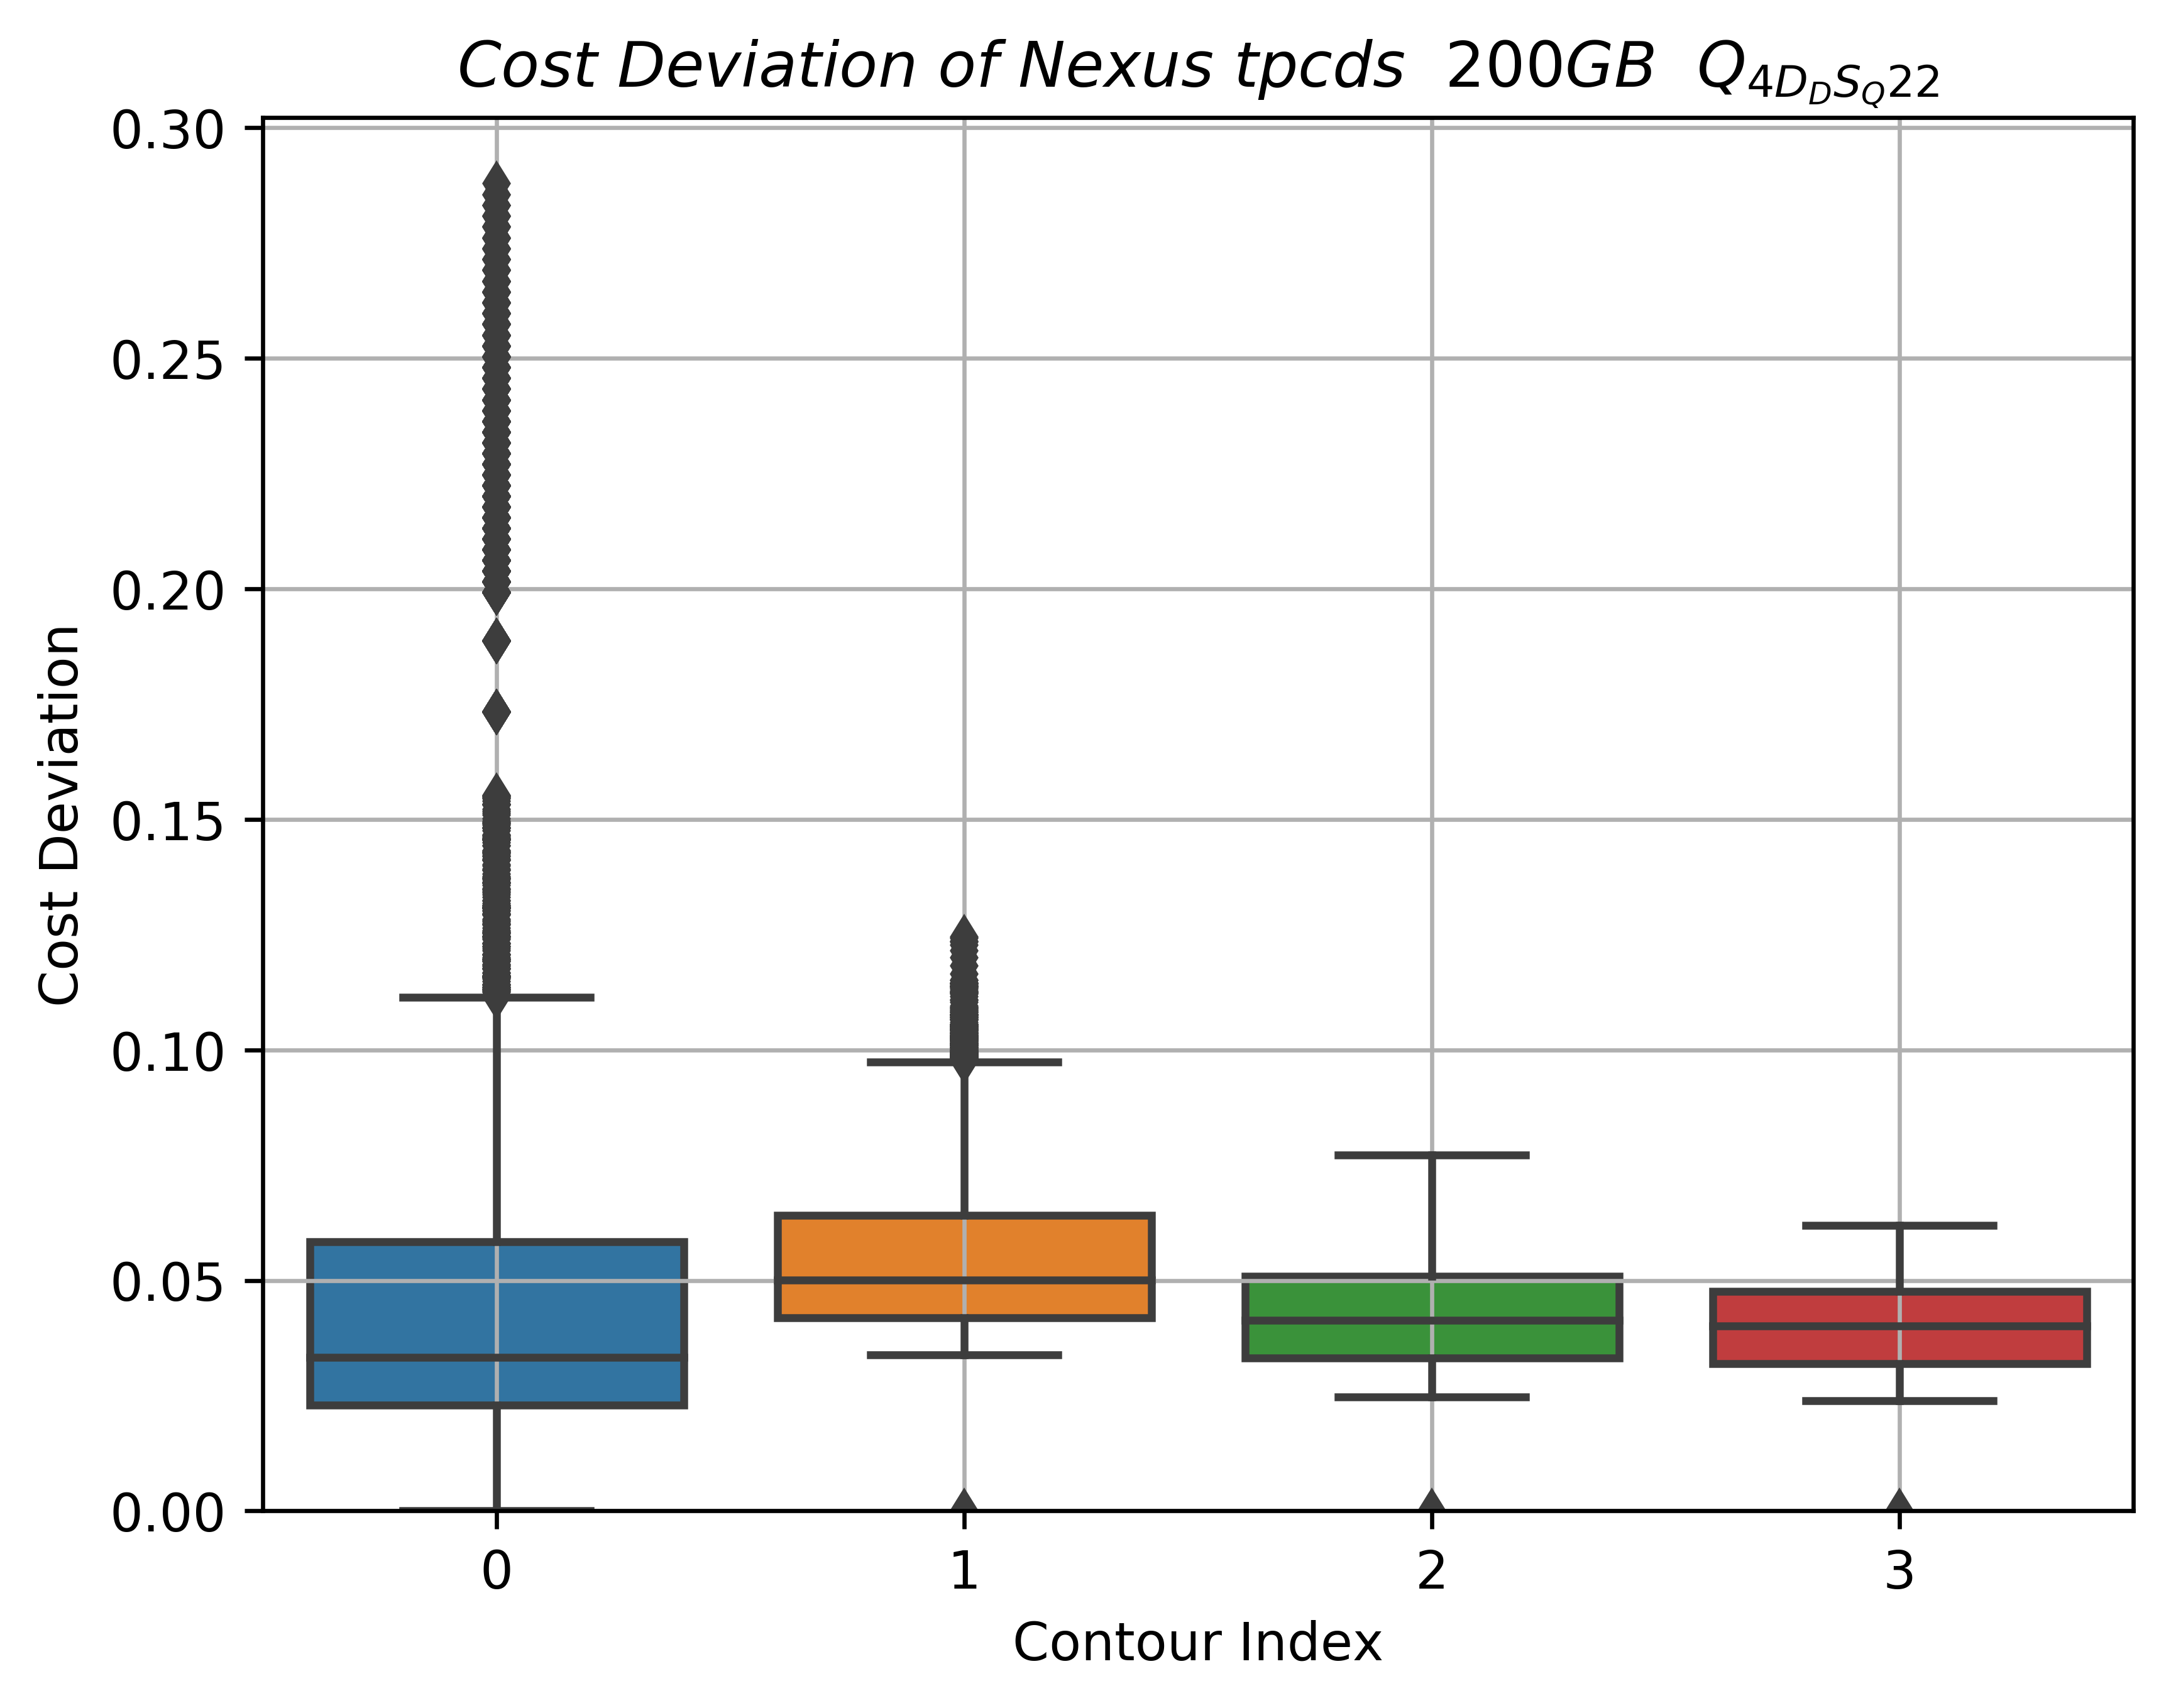 Cost Deviation of Nexus tpcds 200GB Q4DDSQ22
0.30
0.25
0.20
0.15
0.10
0.05
0.00
Cost Deviation
0 1 2 3
Contour Index